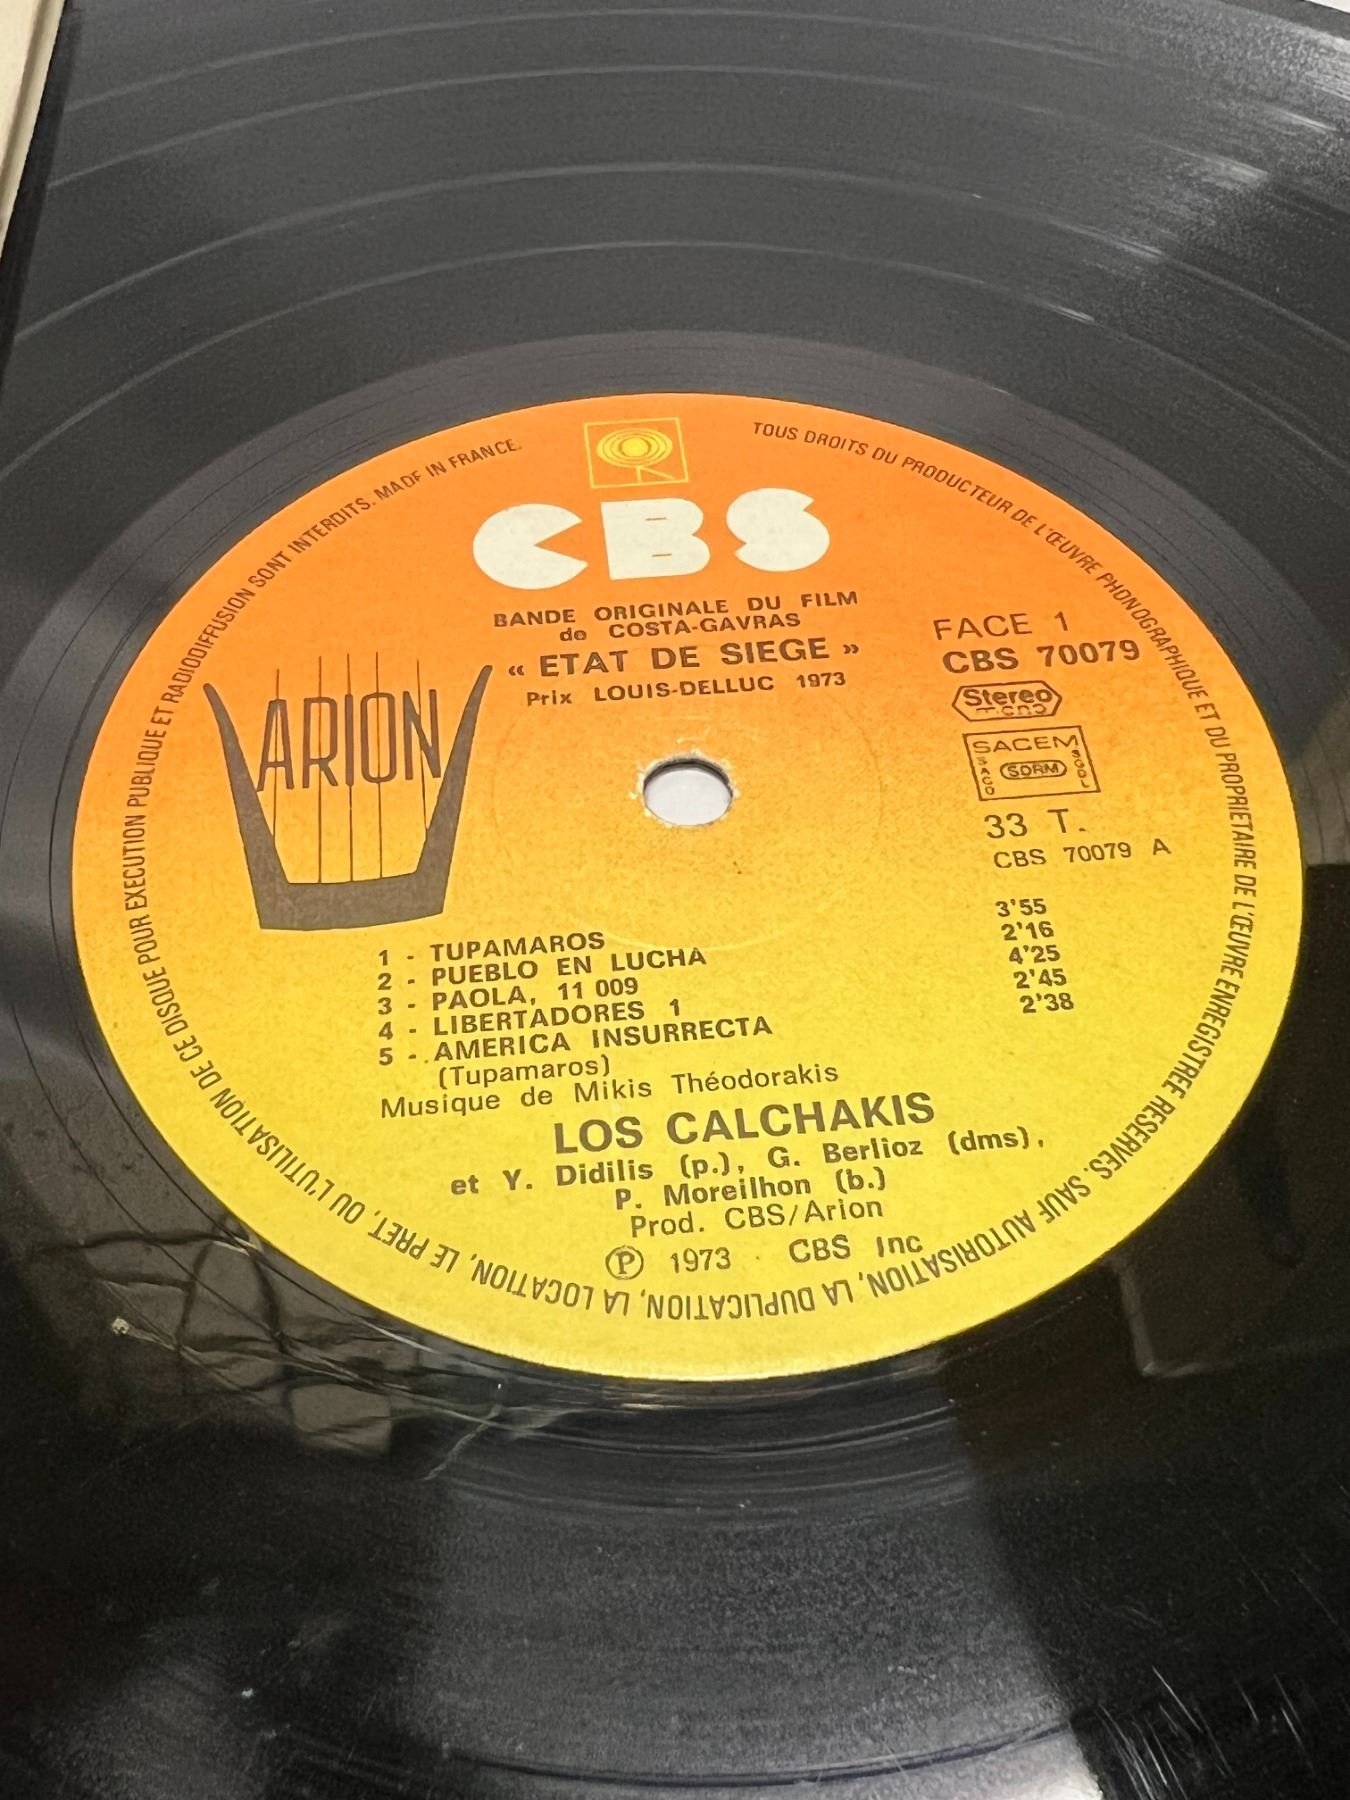 TOUS DROITS DU PRODUCTEUR DE L'ŒUVRE PHONOGRAPHIQUE ET DU PROPRIETAIRE DE L'ŒUVRE ENREGISTREE RESERVES. SAUF AUTORISATION, LA DUPLICATION, LA LOCATION, LE PRET, OU L'UTILISATION DE CE DISQUE POUR EXECUTION PUBLIQUE ET RADIODIFFUSION SONT INTERDITS. MADE IN FRANCE.
CBS
BANDE ORIGINALE DU FILM
de COSTA-GAVRAS
« ETAT DE SIEGE »
Prix LOUIS-DELLUC 1973
ARION
FACE 1
CBS 70079
Stereo
mono
SACEM
SACD SDRM SGDL
33 T.
CBS 70079 A
1 - TUPAMAROS 3'55
2 - PUEBLO EN LUCHA 2'16
3 - PAOLA, 11 009 4'25
4 - LIBERTADORES 1 2'45
5 - AMERICA INSURRECTA 2'38
(Tupamaros)
Musique de Mikis Théodorakis
LOS CALCHAKIS
et Y. Didilis (p.), G. Berlioz (dms),
P. Moreilhon (b.)
Prod. CBS/Arion
Ⓟ 1973 CBS Inc